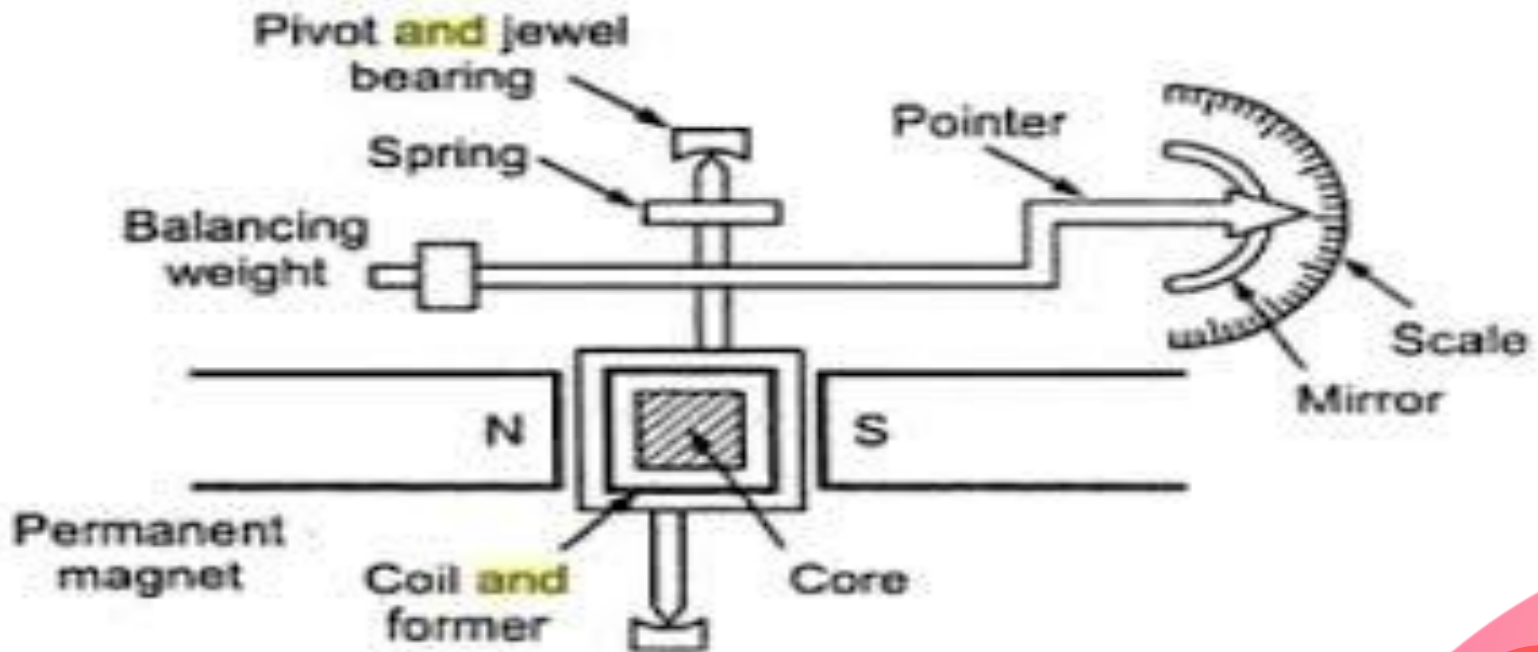 Pivot and jewel
bearing
Spring
Pointer
Balancing
weight
Scale
Mirror
N
S
Permanent
magnet
Coil and
former
Core